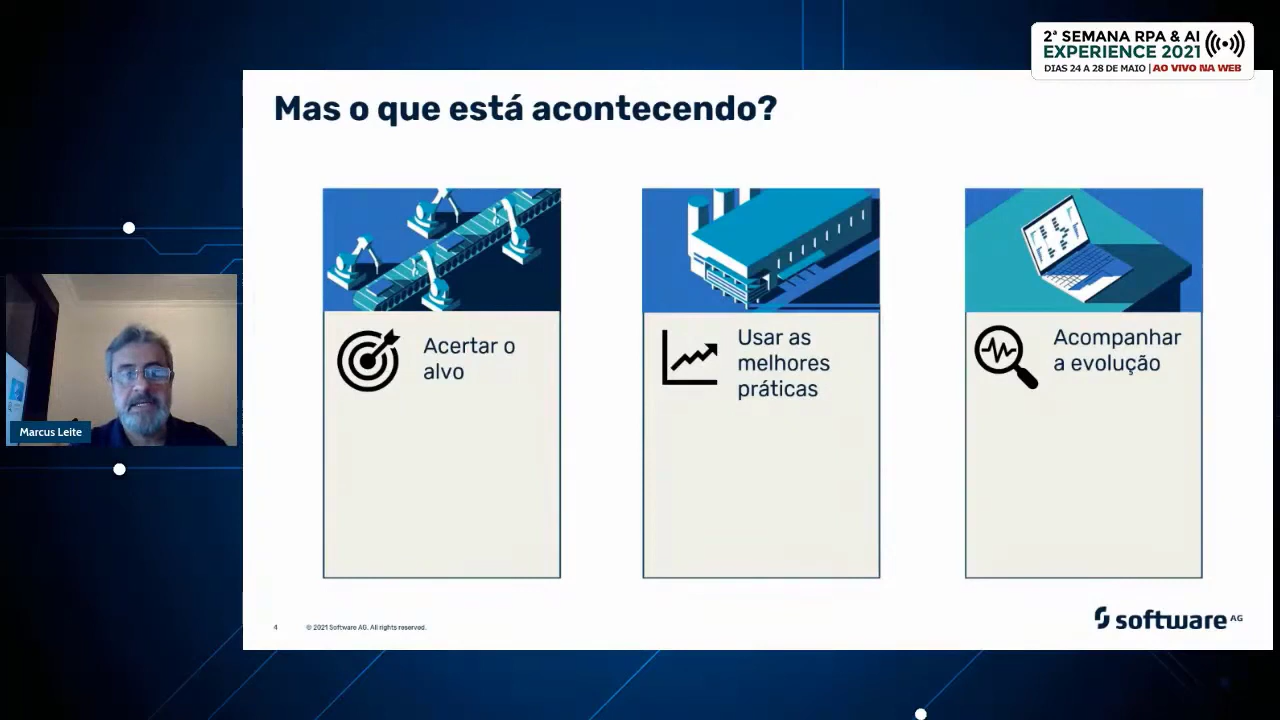 2ª SEMANA RPA & AI
EXPERIENCE 2021
DIAS 24 A 28 DE MAIO | AO VIVO NA WEB
Mas o que está acontecendo?
Acertar o
alvo
Usar as
melhores
práticas
Acompanhar
a evolução
Marcus Leite
4
© 2021 Software AG. All rights reserved.
software AG